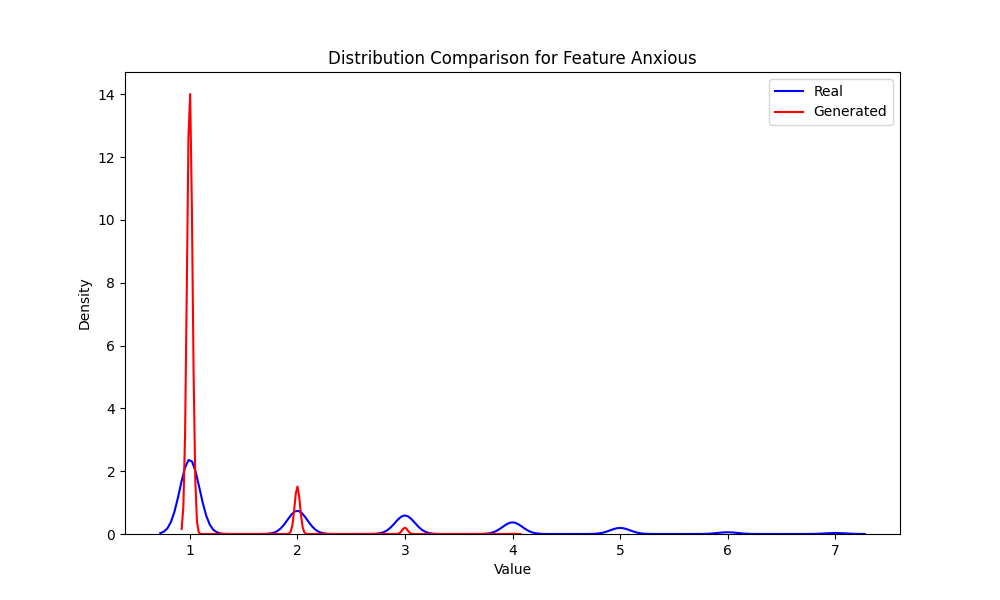 Distribution Comparison for Feature Anxious
Real
Generated
Density
14
12
10
8
6
4
2
0
1 2 3 4 5 6 7
Value